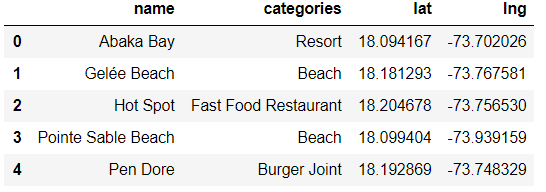 name categories lat lng
0 Abaka Bay Resort 18.094167 -73.702026
1 Gelée Beach Beach 18.181293 -73.767581
2 Hot Spot Fast Food Restaurant 18.204678 -73.756530
3 Pointe Sable Beach Beach 18.099404 -73.939159
4 Pen Dore Burger Joint 18.192869 -73.748329